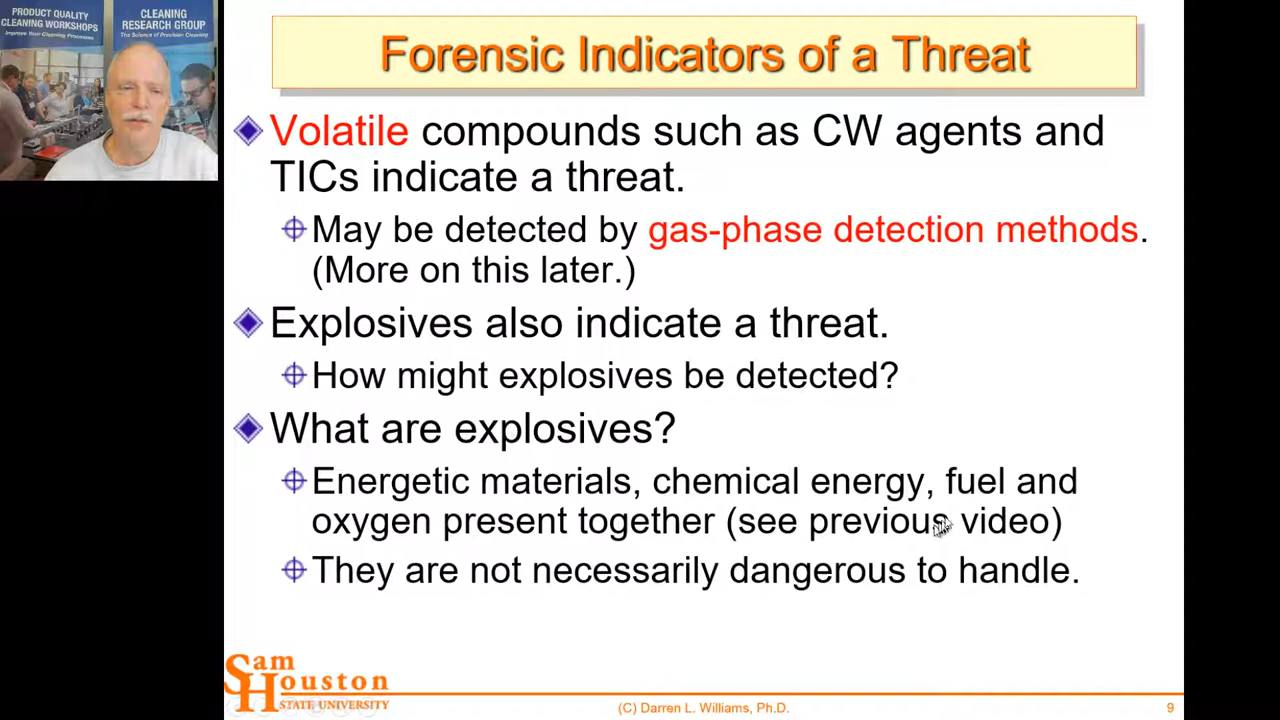 PRODUCT QUALITY
CLEANING WORKSHOPS
Improve Your Cleaning Processes
CLEANING
RESEARCH GROUP
The Science of Precision Cleaning
Forensic Indicators of a Threat
Volatile compounds such as CW agents and
TICs indicate a threat.
May be detected by gas-phase detection methods.
(More on this later.)
Explosives also indicate a threat.
How might explosives be detected?
What are explosives?
Energetic materials, chemical energy, fuel and
oxygen present together (see previous video)
They are not necessarily dangerous to handle.
Sam
Houston
STATE UNIVERSITY
(C) Darren L. Williams, Ph.D.
9